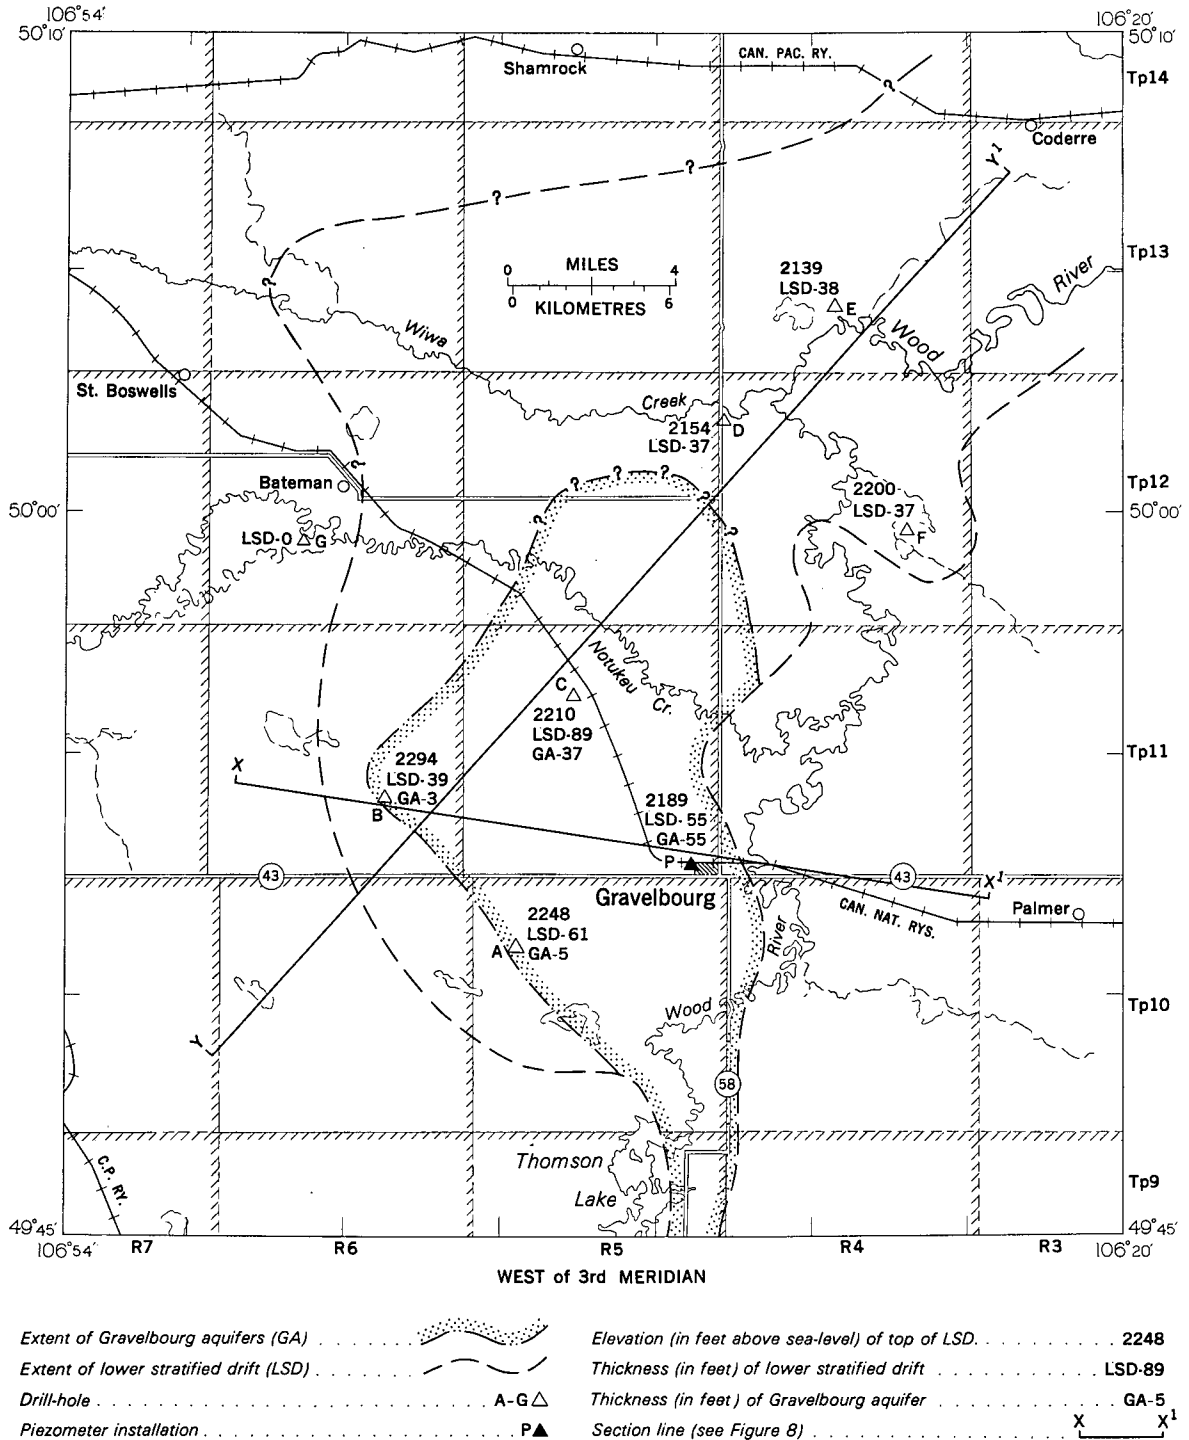 106°54'
106°20'
50°10'
50°10'
CAN. PAC. RY.
Shamrock
?
Tp14
Coderre
Y¹
?
?
Tp13
River
0 MILES 4
0 KILOMETRES 6
2139
LSD-38
E
?
Wiwa
Wood
St. Boswells
Creek
2154
LSD-37
D
?
Bateman
? ? ?
?
?
?
2200
LSD-37
F
Tp12
50°00'
50°00'
LSD-0
G
Notukeu
Cr.
C
2210
LSD-89
GA-37
Tp11
X
2294
LSD-39
GA-3
B
2189
LSD-55
GA-55
P
43
43
X¹
Gravelbourg
CAN. NAT. RYS.
Palmer
2248
LSD-61
GA-5
A
River
Wood
Tp10
Y
58
C.P. RY.
Thomson
Lake
Tp9
49°45'
49°45'
106°54'
R7
R6
R5
R4
R3
106°20'
WEST of 3rd MERIDIAN
Extent of Gravelbourg aquifers (GA)
Elevation (in feet above sea-level) of top of LSD. 2248
Extent of lower stratified drift (LSD)
Thickness (in feet) of lower stratified drift LSD-89
Drill-hole A-G
Thickness (in feet) of Gravelbourg aquifer GA-5
Piezometer installation P
Section line (see Figure 8) X X¹